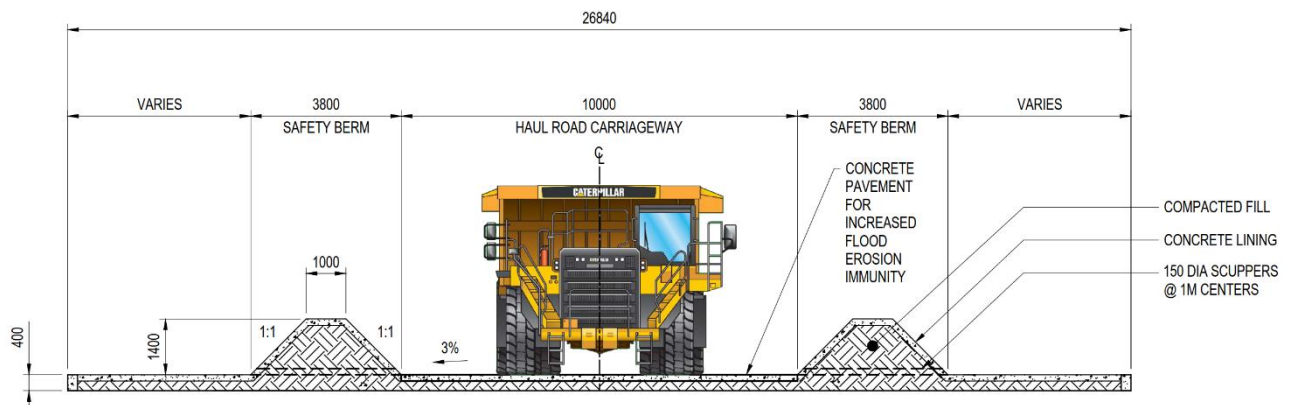 26840
VARIES
3800
SAFETY BERM
10000
HAUL ROAD CARRIAGEWAY
3800
SAFETY BERM
VARIES
℄
CATERPILLAR
CONCRETE
PAVEMENT
FOR
INCREASED
FLOOD
EROSION
IMMUNITY
COMPACTED FILL
CONCRETE LINING
150 DIA SCUPPERS
@ 1M CENTERS
1000
1:1
1:1
1400
400
3%